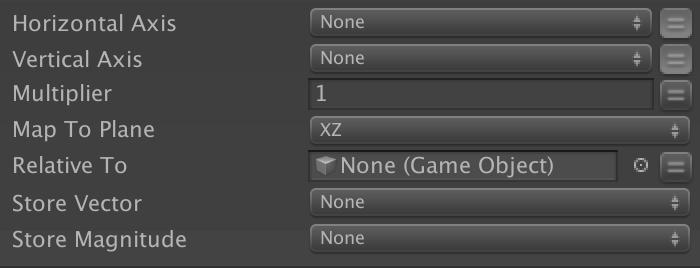 Horizontal Axis None
Vertical Axis None
Multiplier 1
Map To Plane XZ
Relative To None (Game Object)
Store Vector None
Store Magnitude None